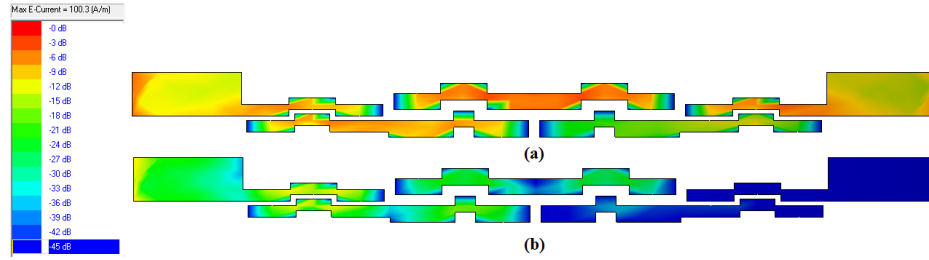 Max E-Current = 100.3 (A/m)
-0 dB
-3 dB
-6 dB
-9 dB
-12 dB
-15 dB
-18 dB
-21 dB
-24 dB
-27 dB
-30 dB
-33 dB
-36 dB
-39 dB
-42 dB
-45 dB
(a)
(b)